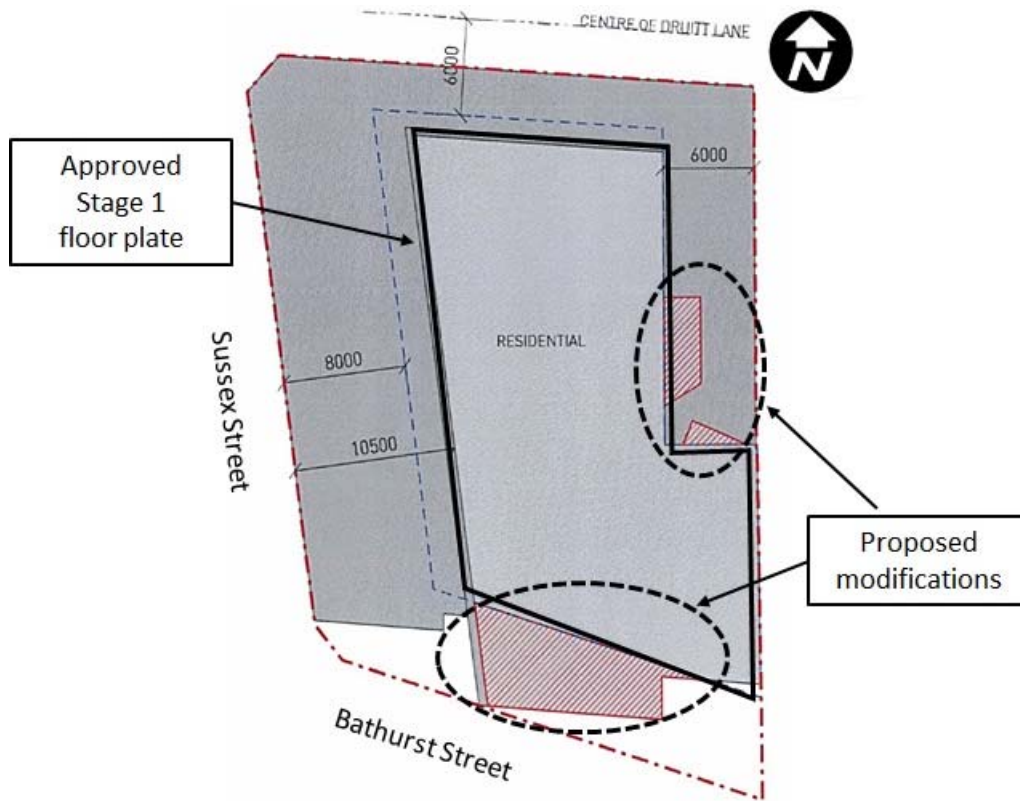 CENTRE OF DRUITT LANE
N
6000
Approved
Stage 1
floor plate
6000
RESIDENTIAL
Sussex Street
8000
10500
Proposed
modifications
Bathurst Street